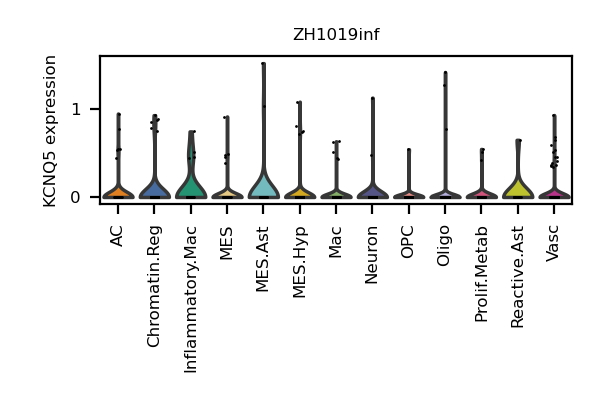 ZH1019inf
KCNQ5 expression
1
0
AC
Chromatin.Reg
Inflammatory.Mac
MES
MES.Ast
MES.Hyp
Mac
Neuron
OPC
Oligo
Prolif.Metab
Reactive.Ast
Vasc